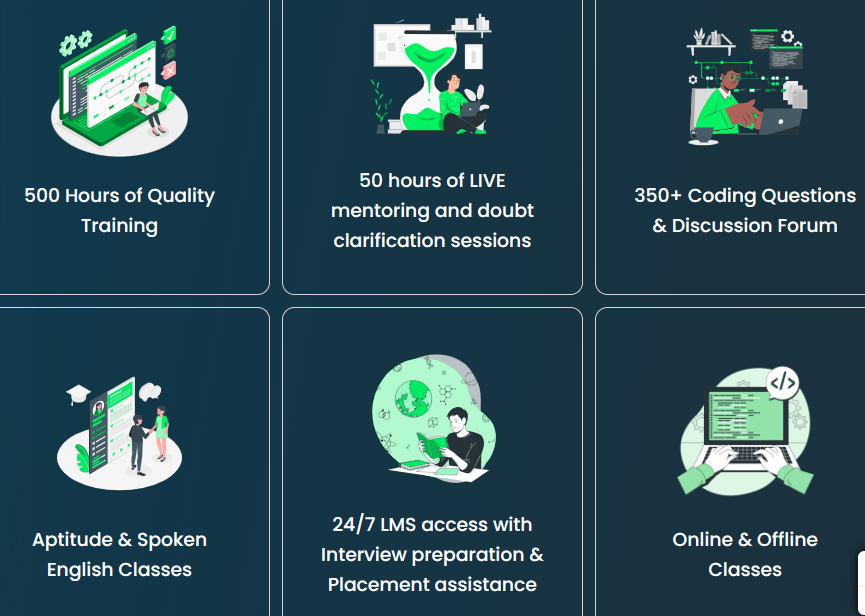 500 Hours of Quality
Training
50 hours of LIVE
mentoring and doubt
clarification sessions
350+ Coding Questions
& Discussion Forum
Aptitude & Spoken
English Classes
24/7 LMS access with
Interview preparation &
Placement assistance
</>
Online & Offline
Classes